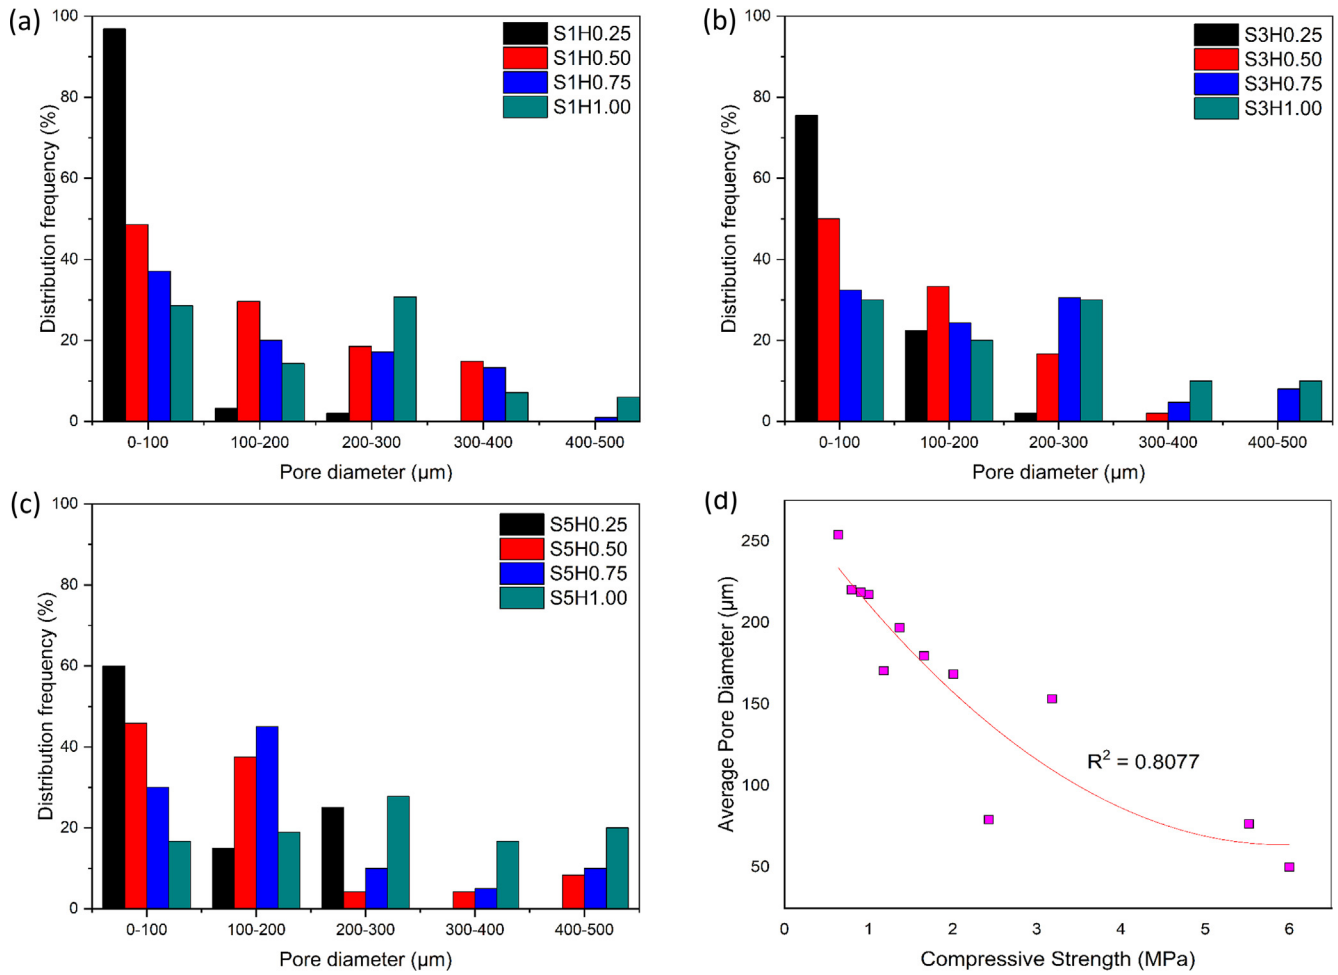 (a)
S1H0.25
S1H0.50
S1H0.75
S1H1.00
100
80
60
40
20
0
Distribution frequency (%)
0-100 100-200 200-300 300-400 400-500
Pore diameter (µm)
(b)
S3H0.25
S3H0.50
S3H0.75
S3H1.00
100
80
60
40
20
0
Distribution frequency (%)
0-100 100-200 200-300 300-400 400-500
Pore diameter (µm)
(c)
S5H0.25
S5H0.50
S5H0.75
S5H1.00
100
80
60
40
20
0
Distribution frequency (%)
0-100 100-200 200-300 300-400 400-500
Pore diameter (µm)
(d)
250
200
150
100
50
Average Pore Diameter (µm)
R² = 0.8077
0 1 2 3 4 5 6
Compressive Strength (MPa)